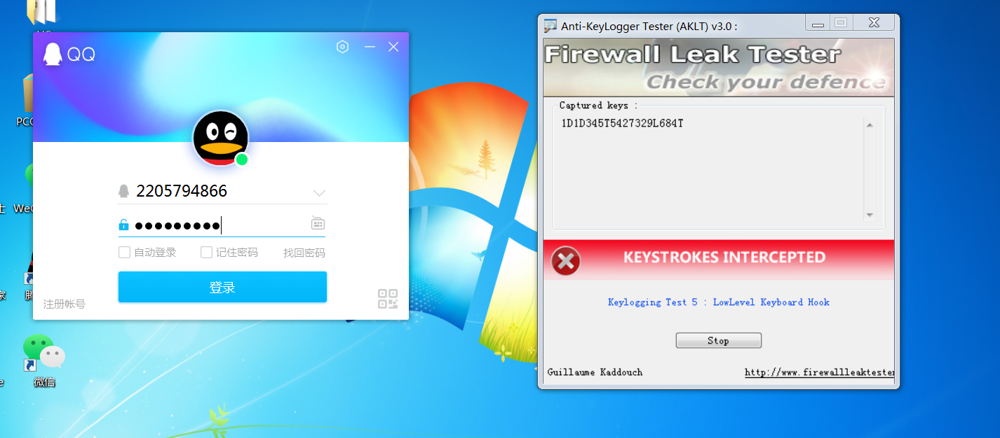 QQ
2205794866
●●●●●●●●●
自动登录
记住密码
找回密码
登录
注册帐号
微信
Anti-KeyLogger Tester (AKLT) v3.0 :
Firewall Leak Tester
Check your defence
Captured keys :
1D1D345T5427329L684T
KEYSTROKES INTERCEPTED
Keylogging Test 5 : LowLevel Keyboard Hook
Stop
Guillaume Kaddouch
http://www.firewallleaktester